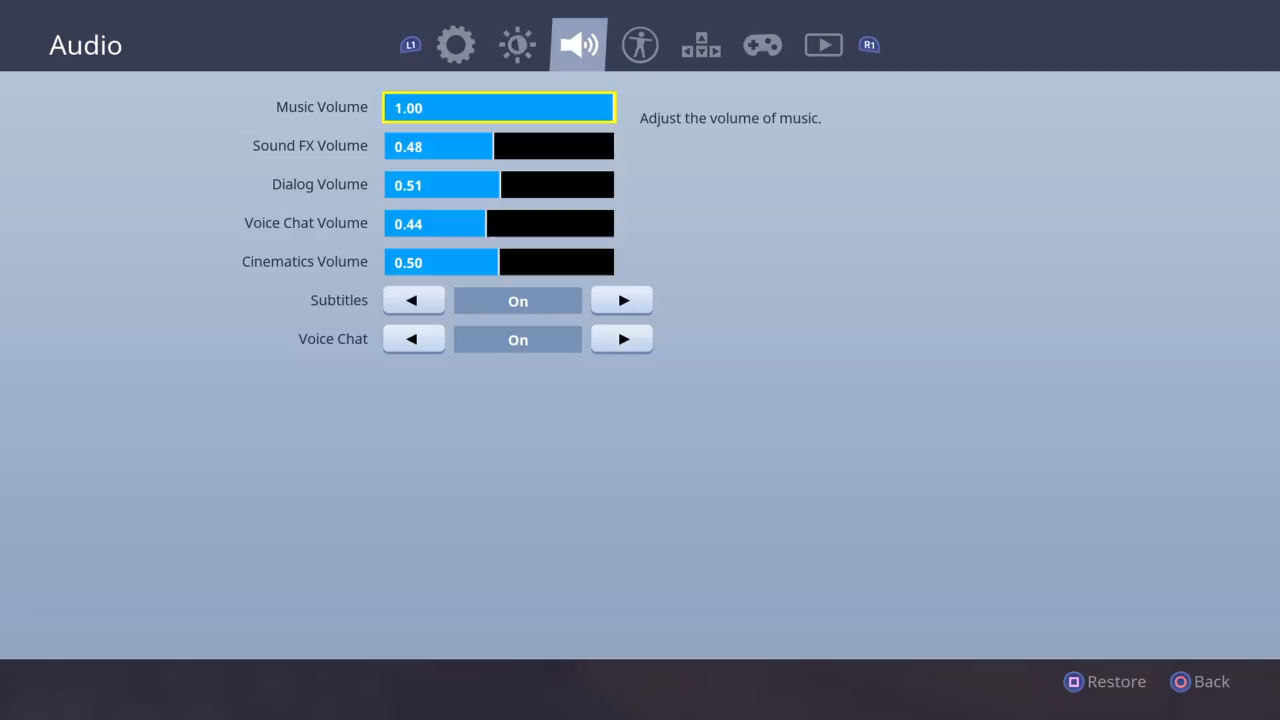 Audio
L1
R1
Music Volume
1.00
Adjust the volume of music.
Sound FX Volume
0.48
Dialog Volume
0.51
Voice Chat Volume
0.44
Cinematics Volume
0.50
Subtitles
On
Voice Chat
On
Restore
Back